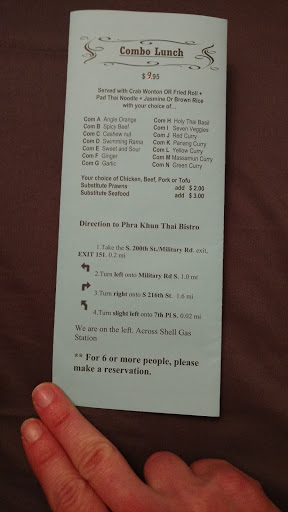 Combo Lunch
$ 9.95
Served with Crab Wonton OR Fried Roll +
Pad Thai Noodle + Jasmine Or Brown Rice
with your choice of...
Com A Angle Orange
Com B Spicy Beef
Com C Cashew nut
Com D Swimming Rama
Com E Sweet and Sour
Com F Ginger
Com G Garlic
Com H Holy Thai Basil
Com I Seven Veggies
Com J Red Curry
Com K Panang Curry
Com L Yellow Curry
Com M Massamun Curry
Com N Green Curry
Your choice of Chicken, Beef, Pork or Tofu
Substitute Prawns add $ 2.00
Substitute Seafood add $ 3.00
Direction to Phra Khun Thai Bistro
1.Take the S. 200th St./Military Rd. exit,
EXIT 151. 0.2 mi
2.Turn left onto Military Rd S. 1.0 mi
3.Turn right onto S 216th St. 1.6 mi
4.Turn slight left onto 7th Pl S. 0.02 mi
We are on the left. Across Shell Gas
Station
** For 6 or more people, please
make a reservation.